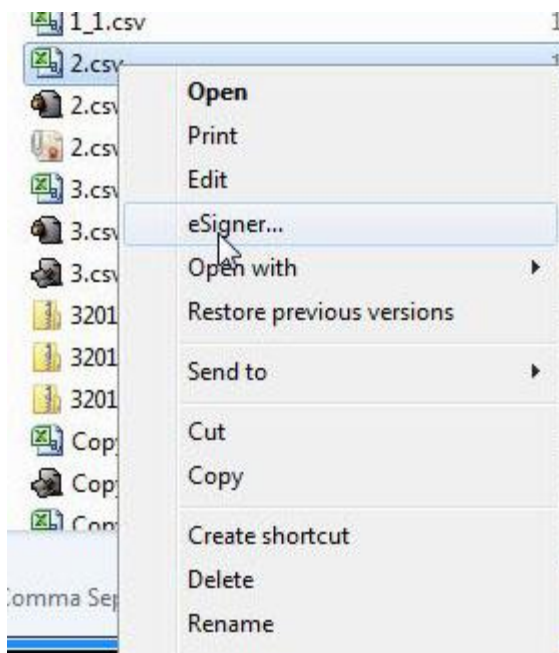 1_1.csv
2.csv
2.csv
2.csv
3.csv
3.csv
3.csv
3201
3201
3201
Copy
Copy
Copy
Comma Sep
Open
Print
Edit
eSigner...
Open with
Restore previous versions
Send to
Cut
Copy
Create shortcut
Delete
Rename